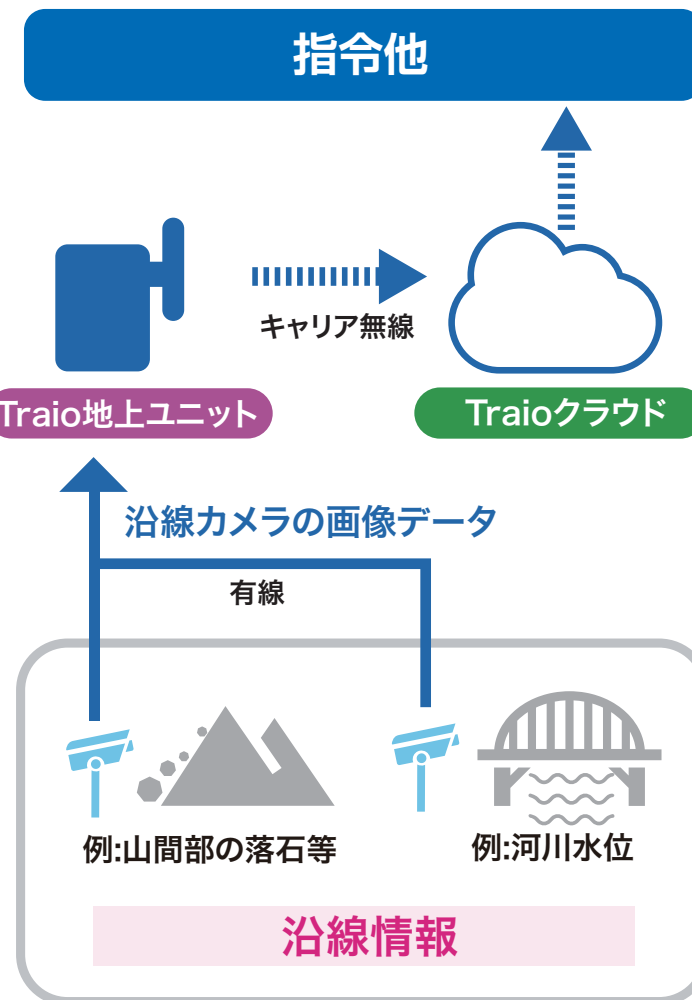 指令他
キャリア無線
Traio地上ユニット
Traioクラウド
沿線カメラの画像データ
有線
例:山間部の落石等
例:河川水位
沿線情報